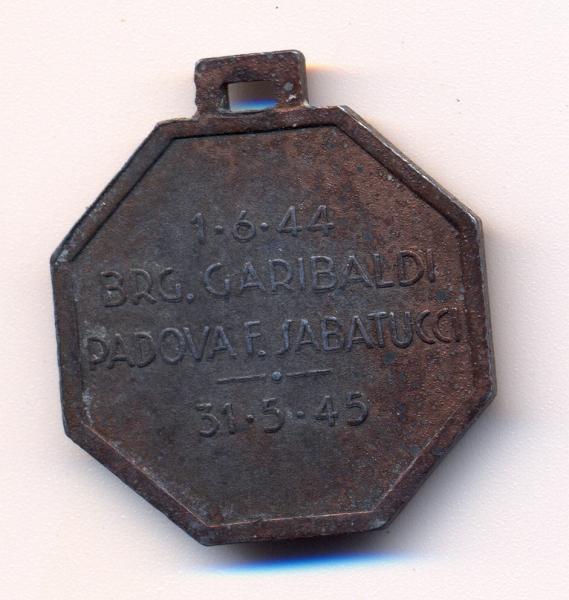 1·6·44
BRG. GARIBALDI
PADOVA F. SABATUCCI
31·5·45